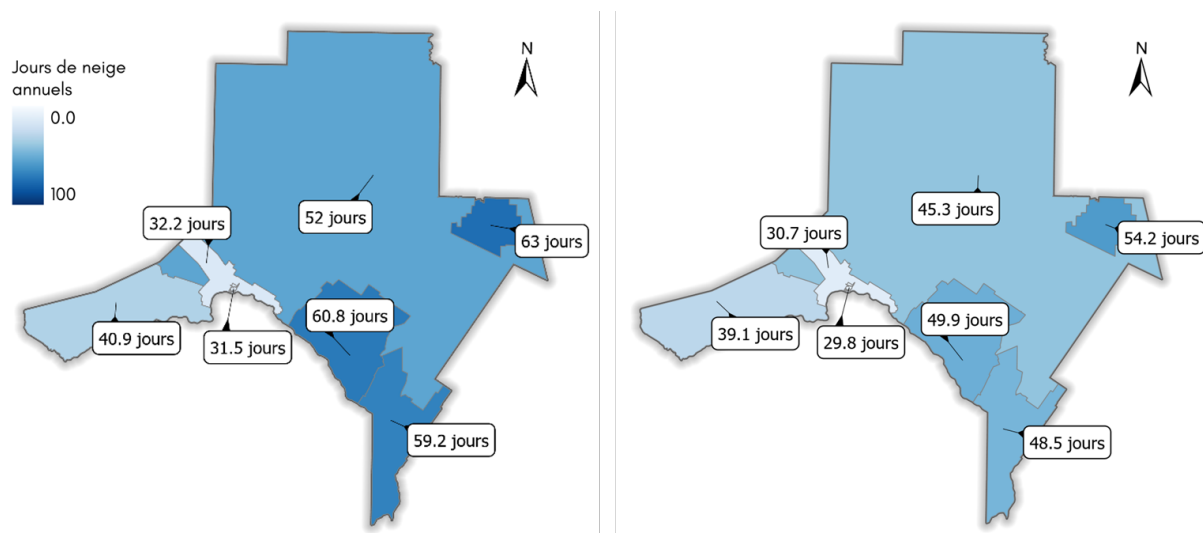 Jours de neige
annuels
0.0
100
N
32.2 jours
52 jours
63 jours
60.8 jours
40.9 jours
31.5 jours
59.2 jours
N
45.3 jours
30.7 jours
54.2 jours
49.9 jours
39.1 jours
29.8 jours
48.5 jours